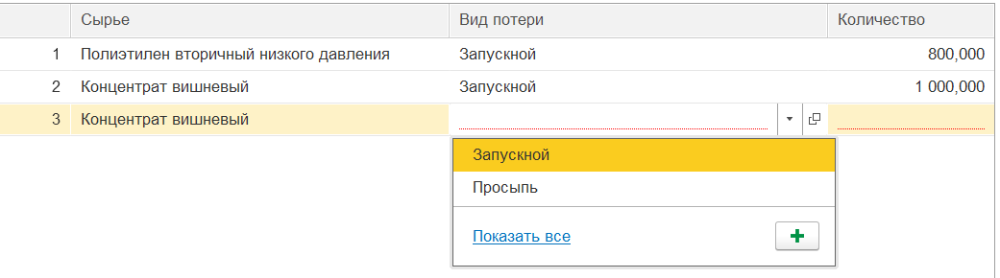 Сырье Вид потери Количество
1 Полиэтилен вторичный низкого давления Запускной 800,000
2 Концентрат вишневый Запускной 1 000,000
3 Концентрат вишневый
Запускной
Просыпь
Показать все